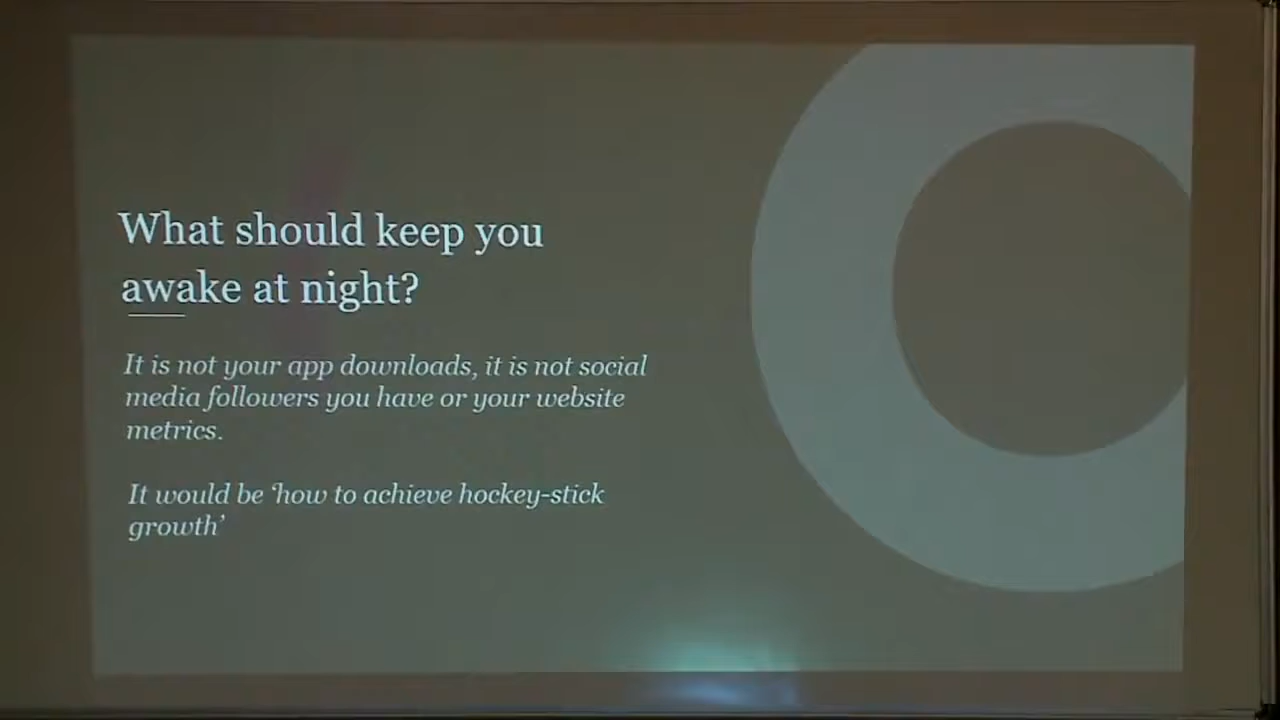 What should keep you
awake at night?
It is not your app downloads, it is not social
media followers you have or your website
metrics.
It would be ‘how to achieve hockey-stick
growth’